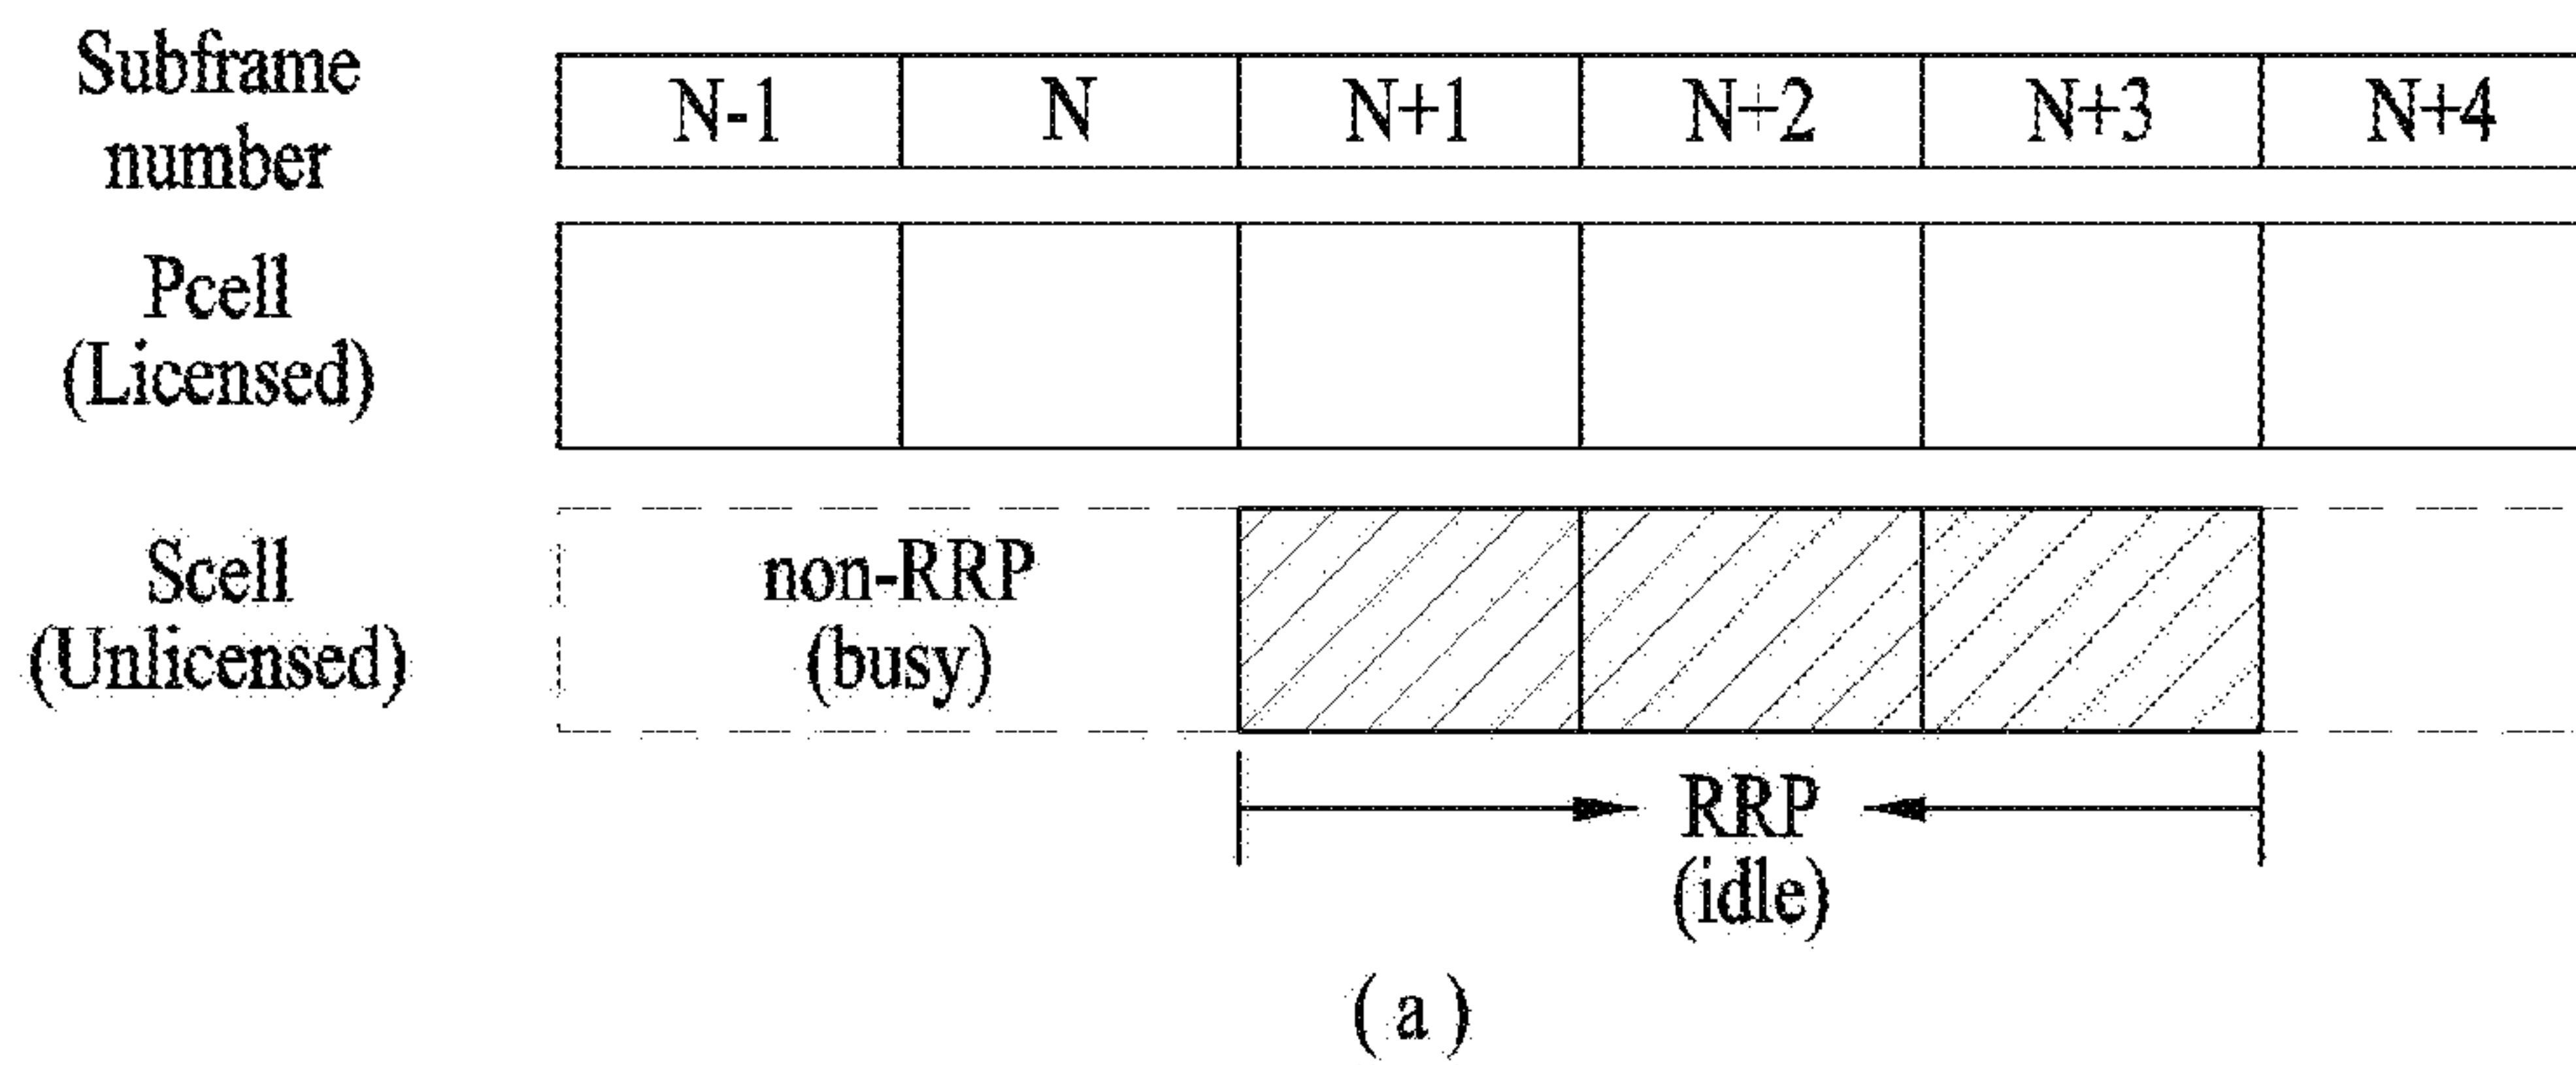 Subframe
number
N-1 N N+1 N+2 N+3 N+4
Pcell
(Licensed)
Scell
(Unlicensed)
non-RRP
(busy)
RRP
(idle)
( a )